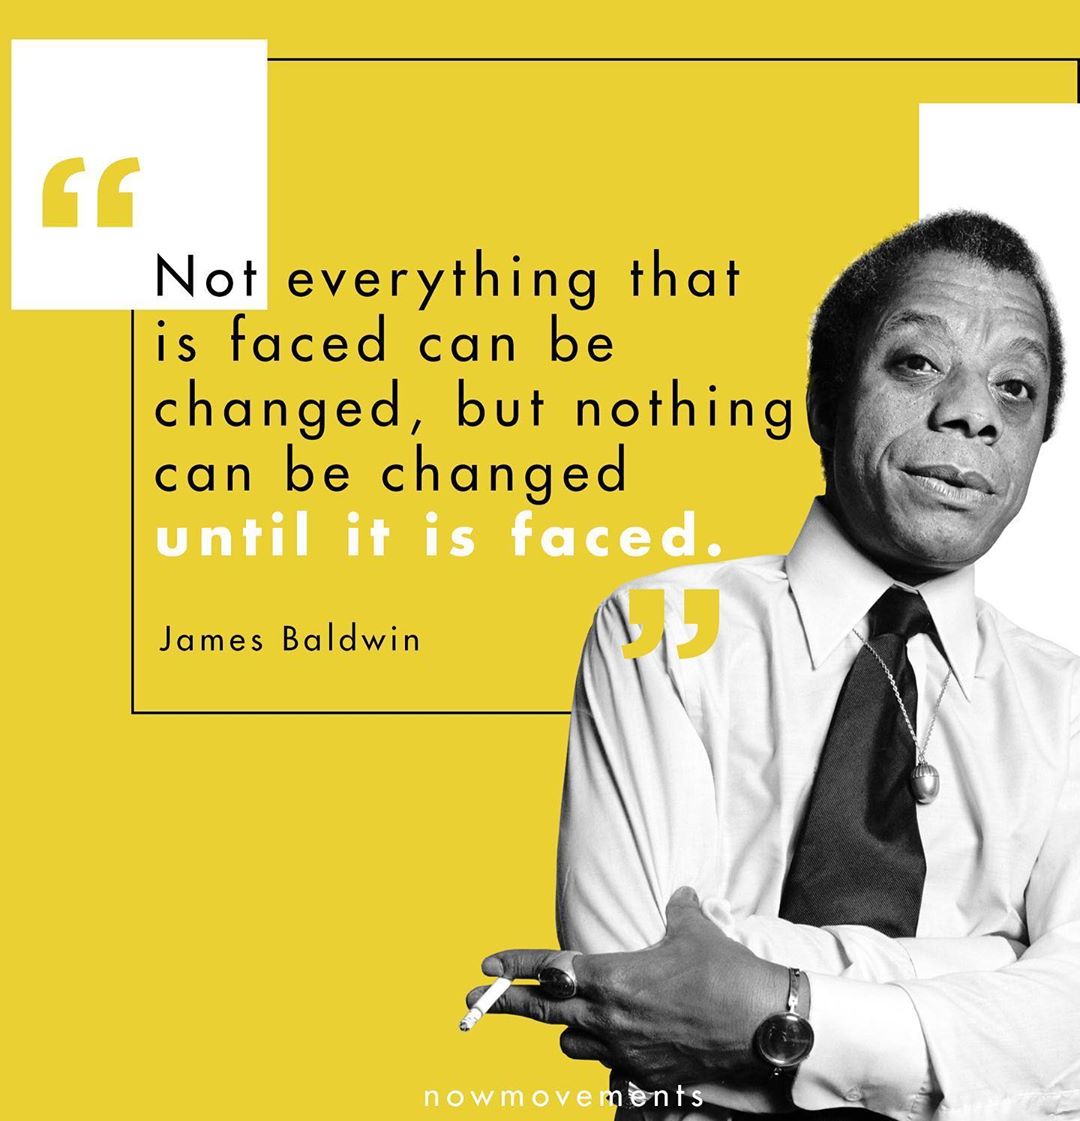 “
Not everything that
is faced can be
changed, but nothing
can be changed
until it is faced.
”
James Baldwin
nowmovements